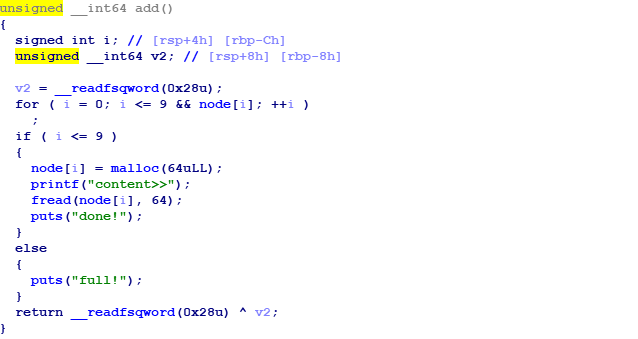 unsigned __int64 add()
{
signed int i; // [rsp+4h] [rbp-Ch]
unsigned __int64 v2; // [rsp+8h] [rbp-8h]
v2 = __readfsqword(0x28u);
for ( i = 0; i <= 9 && node[i]; ++i )
;
if ( i <= 9 )
{
node[i] = malloc(64uLL);
printf("content>>");
fread(node[i], 64);
puts("done!");
}
else
{
puts("full!");
}
return __readfsqword(0x28u) ^ v2;
}